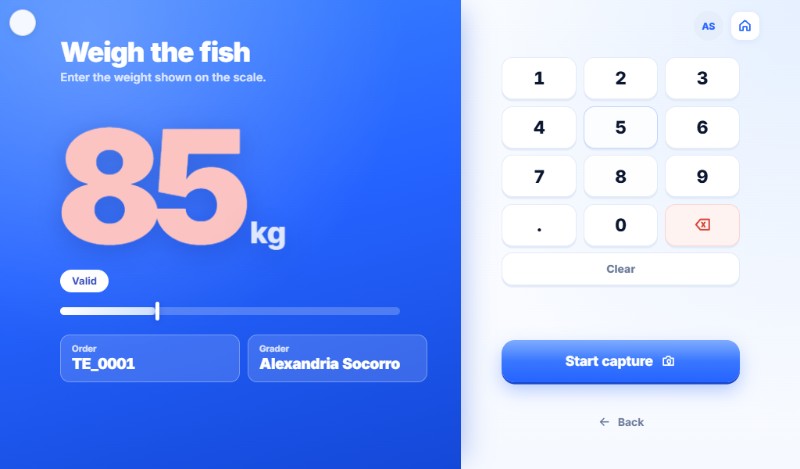 Weigh the fish
Enter the weight shown on the scale.
85 kg
Valid
Order
TE_0001
Grader
Alexandria Socorro
AS
1 2 3
4 5 6
7 8 9
. 0
Clear
Start capture
Back